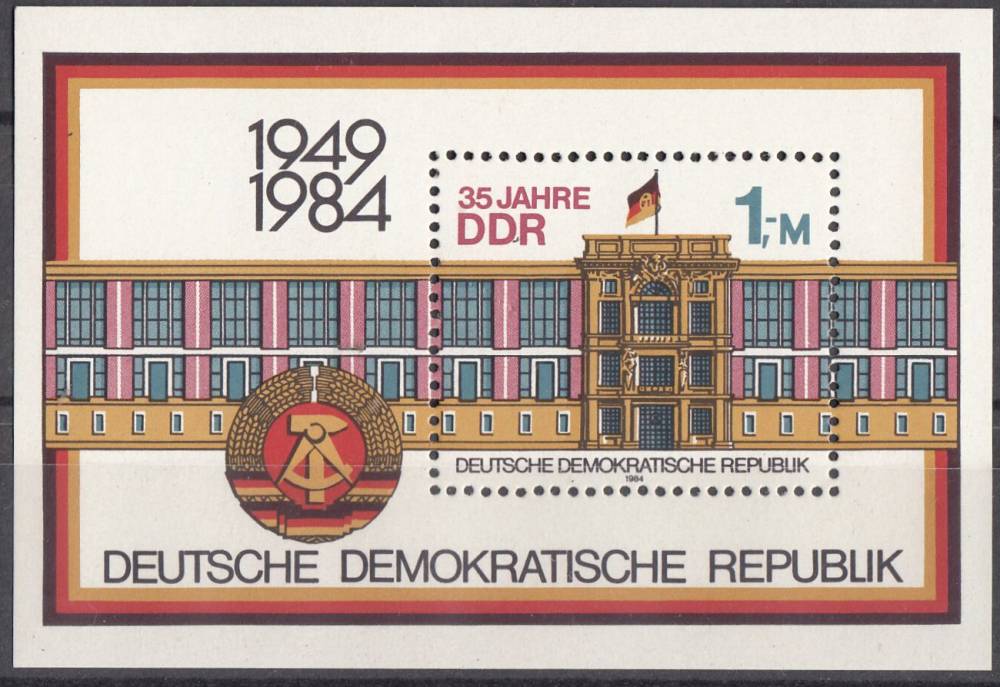 1949
1984
35 JAHRE
DDR
1,-M
DEUTSCHE DEMOKRATISCHE REPUBLIK
1984
DEUTSCHE DEMOKRATISCHE REPUBLIK